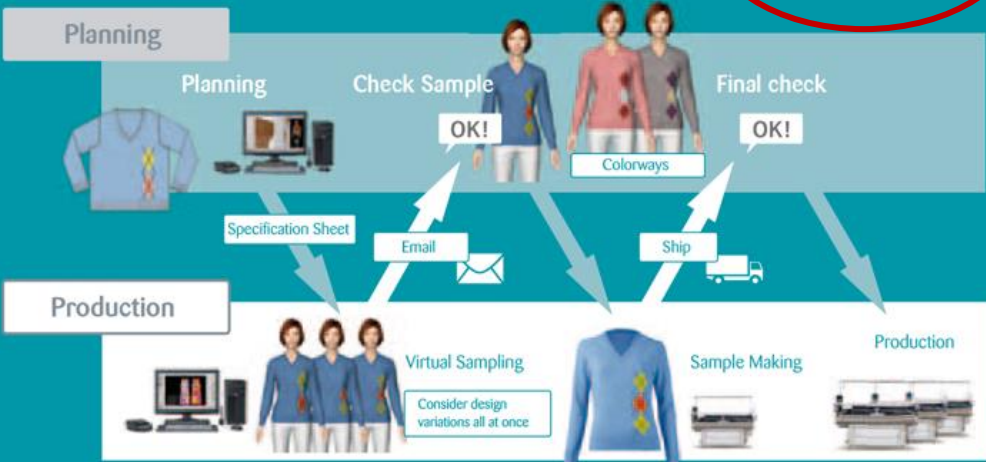 Planning
Planning
Check Sample
Final check
OK!
OK!
Colorways
Specification Sheet
Email
Ship
Production
Virtual Sampling
Sample Making
Production
Consider design
variations all at once